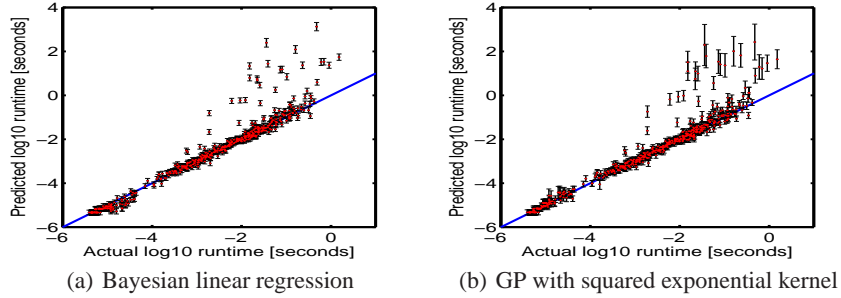 4
2
0
−2
−4
−6
−6 −4 −2 0
Predicted log10 runtime [seconds]
Actual log10 runtime [seconds]
(a) Bayesian linear regression
4
2
0
−2
−4
−6
−6 −4 −2 0
Predicted log10 runtime [seconds]
Actual log10 runtime [seconds]
(b) GP with squared exponential kernel